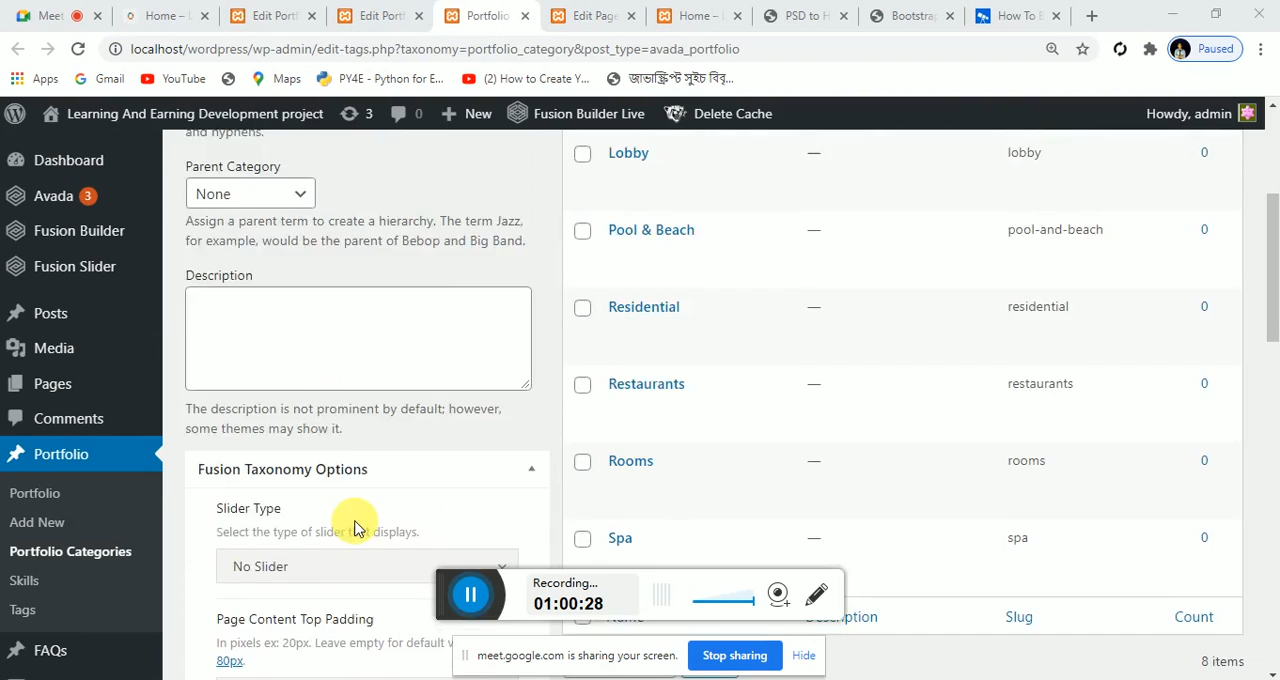 Meet
Home –
Edit Portf
Edit Portf
Portfolio
Edit Page
Home –
PSD to H
Bootstrap
How To E
localhost/wordpress/wp-admin/edit-tags.php?taxonomy=portfolio_category&post_type=avada_portfolio
Paused
Apps
Gmail
YouTube
Maps
PY4E - Python for E...
(2) How to Create Y...
জাভাস্ক্রিপ্ট সুইচ বিবৃ...
Learning And Earning Development project
3
0
New
Fusion Builder Live
Delete Cache
Howdy, admin
Dashboard
Avada 3
Fusion Builder
Fusion Slider
Posts
Media
Pages
Comments
Portfolio
Portfolio
Add New
Portfolio Categories
Skills
Tags
FAQs
and hyphens.
Parent Category
None
Assign a parent term to create a hierarchy. The term Jazz,
for example, would be the parent of Bebop and Big Band.
Description
The description is not prominent by default; however,
some themes may show it.
Fusion Taxonomy Options
Slider Type
Select the type of slider displays.
No Slider
Page Content Top Padding
In pixels ex: 20px. Leave empty for default
80px.
Lobby — lobby 0
Pool & Beach — pool-and-beach 0
Residential — residential 0
Restaurants — restaurants 0
Rooms — rooms 0
Spa — spa 0
Slug Count
8 items
Recording...
01:00:28
meet.google.com is sharing your screen.
Stop sharing
Hide